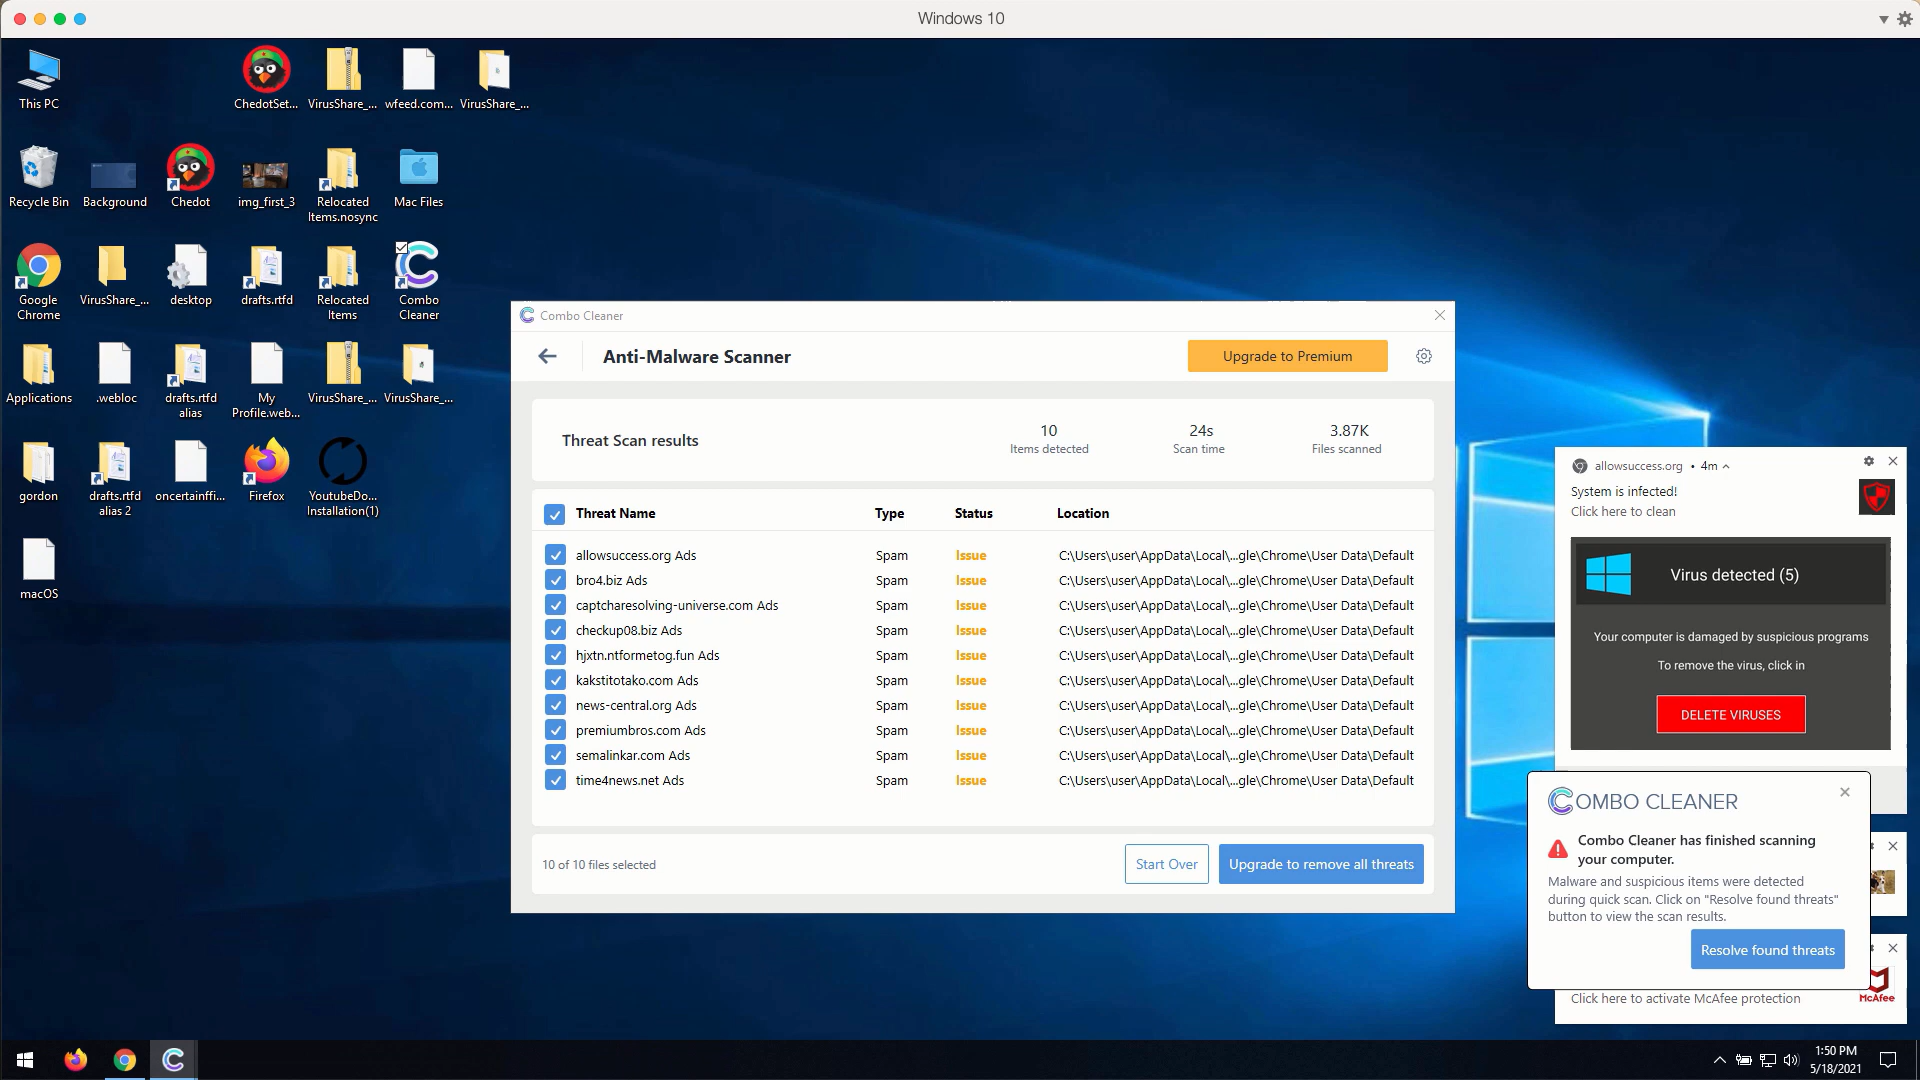 Windows 10
This PC
ChedotSet...
VirusShare_...
wfeed.com...
VirusShare_...
Recycle Bin
Background
Chedot
img_first_3
Relocated
Items.nosync
Mac Files
Google
Chrome
VirusShare_...
desktop
drafts.rtfd
Relocated
Items
Combo
Cleaner
Applications
.webloc
drafts.rtfd
alias
My
Profile.web...
VirusShare_...
VirusShare_...
gordon
drafts.rtfd
alias 2
oncertainffi...
Firefox
YoutubeDo...
Installation(1)
macOS
Combo Cleaner
Anti-Malware Scanner
Upgrade to Premium
Threat Scan results
10
Items detected
24s
Scan time
3.87K
Files scanned
Threat Name Type Status Location
allowsuccess.org Ads Spam Issue C:\Users\user\AppData\Local\...gle\Chrome\User Data\Default
bro4.biz Ads Spam Issue C:\Users\user\AppData\Local\...gle\Chrome\User Data\Default
captcharesolving-universe.com Ads Spam Issue C:\Users\user\AppData\Local\...gle\Chrome\User Data\Default
checkup08.biz Ads Spam Issue C:\Users\user\AppData\Local\...gle\Chrome\User Data\Default
hjxtn.ntformetog.fun Ads Spam Issue C:\Users\user\AppData\Local\...gle\Chrome\User Data\Default
kakstitotako.com Ads Spam Issue C:\Users\user\AppData\Local\...gle\Chrome\User Data\Default
news-central.org Ads Spam Issue C:\Users\user\AppData\Local\...gle\Chrome\User Data\Default
premiumbros.com Ads Spam Issue C:\Users\user\AppData\Local\...gle\Chrome\User Data\Default
semalinkar.com Ads Spam Issue C:\Users\user\AppData\Local\...gle\Chrome\User Data\Default
time4news.net Ads Spam Issue C:\Users\user\AppData\Local\...gle\Chrome\User Data\Default
10 of 10 files selected
Start Over
Upgrade to remove all threats
allowsuccess.org • 4m
System is infected!
Click here to clean
Virus detected (5)
Your computer is damaged by suspicious programs
To remove the virus, click in
DELETE VIRUSES
COMBO CLEANER
Combo Cleaner has finished scanning
your computer.
Malware and suspicious items were detected
during quick scan. Click on "Resolve found threats"
button to view the scan results.
Resolve found threats
McAfee
Click here to activate McAfee protection
1:50 PM
5/18/2021